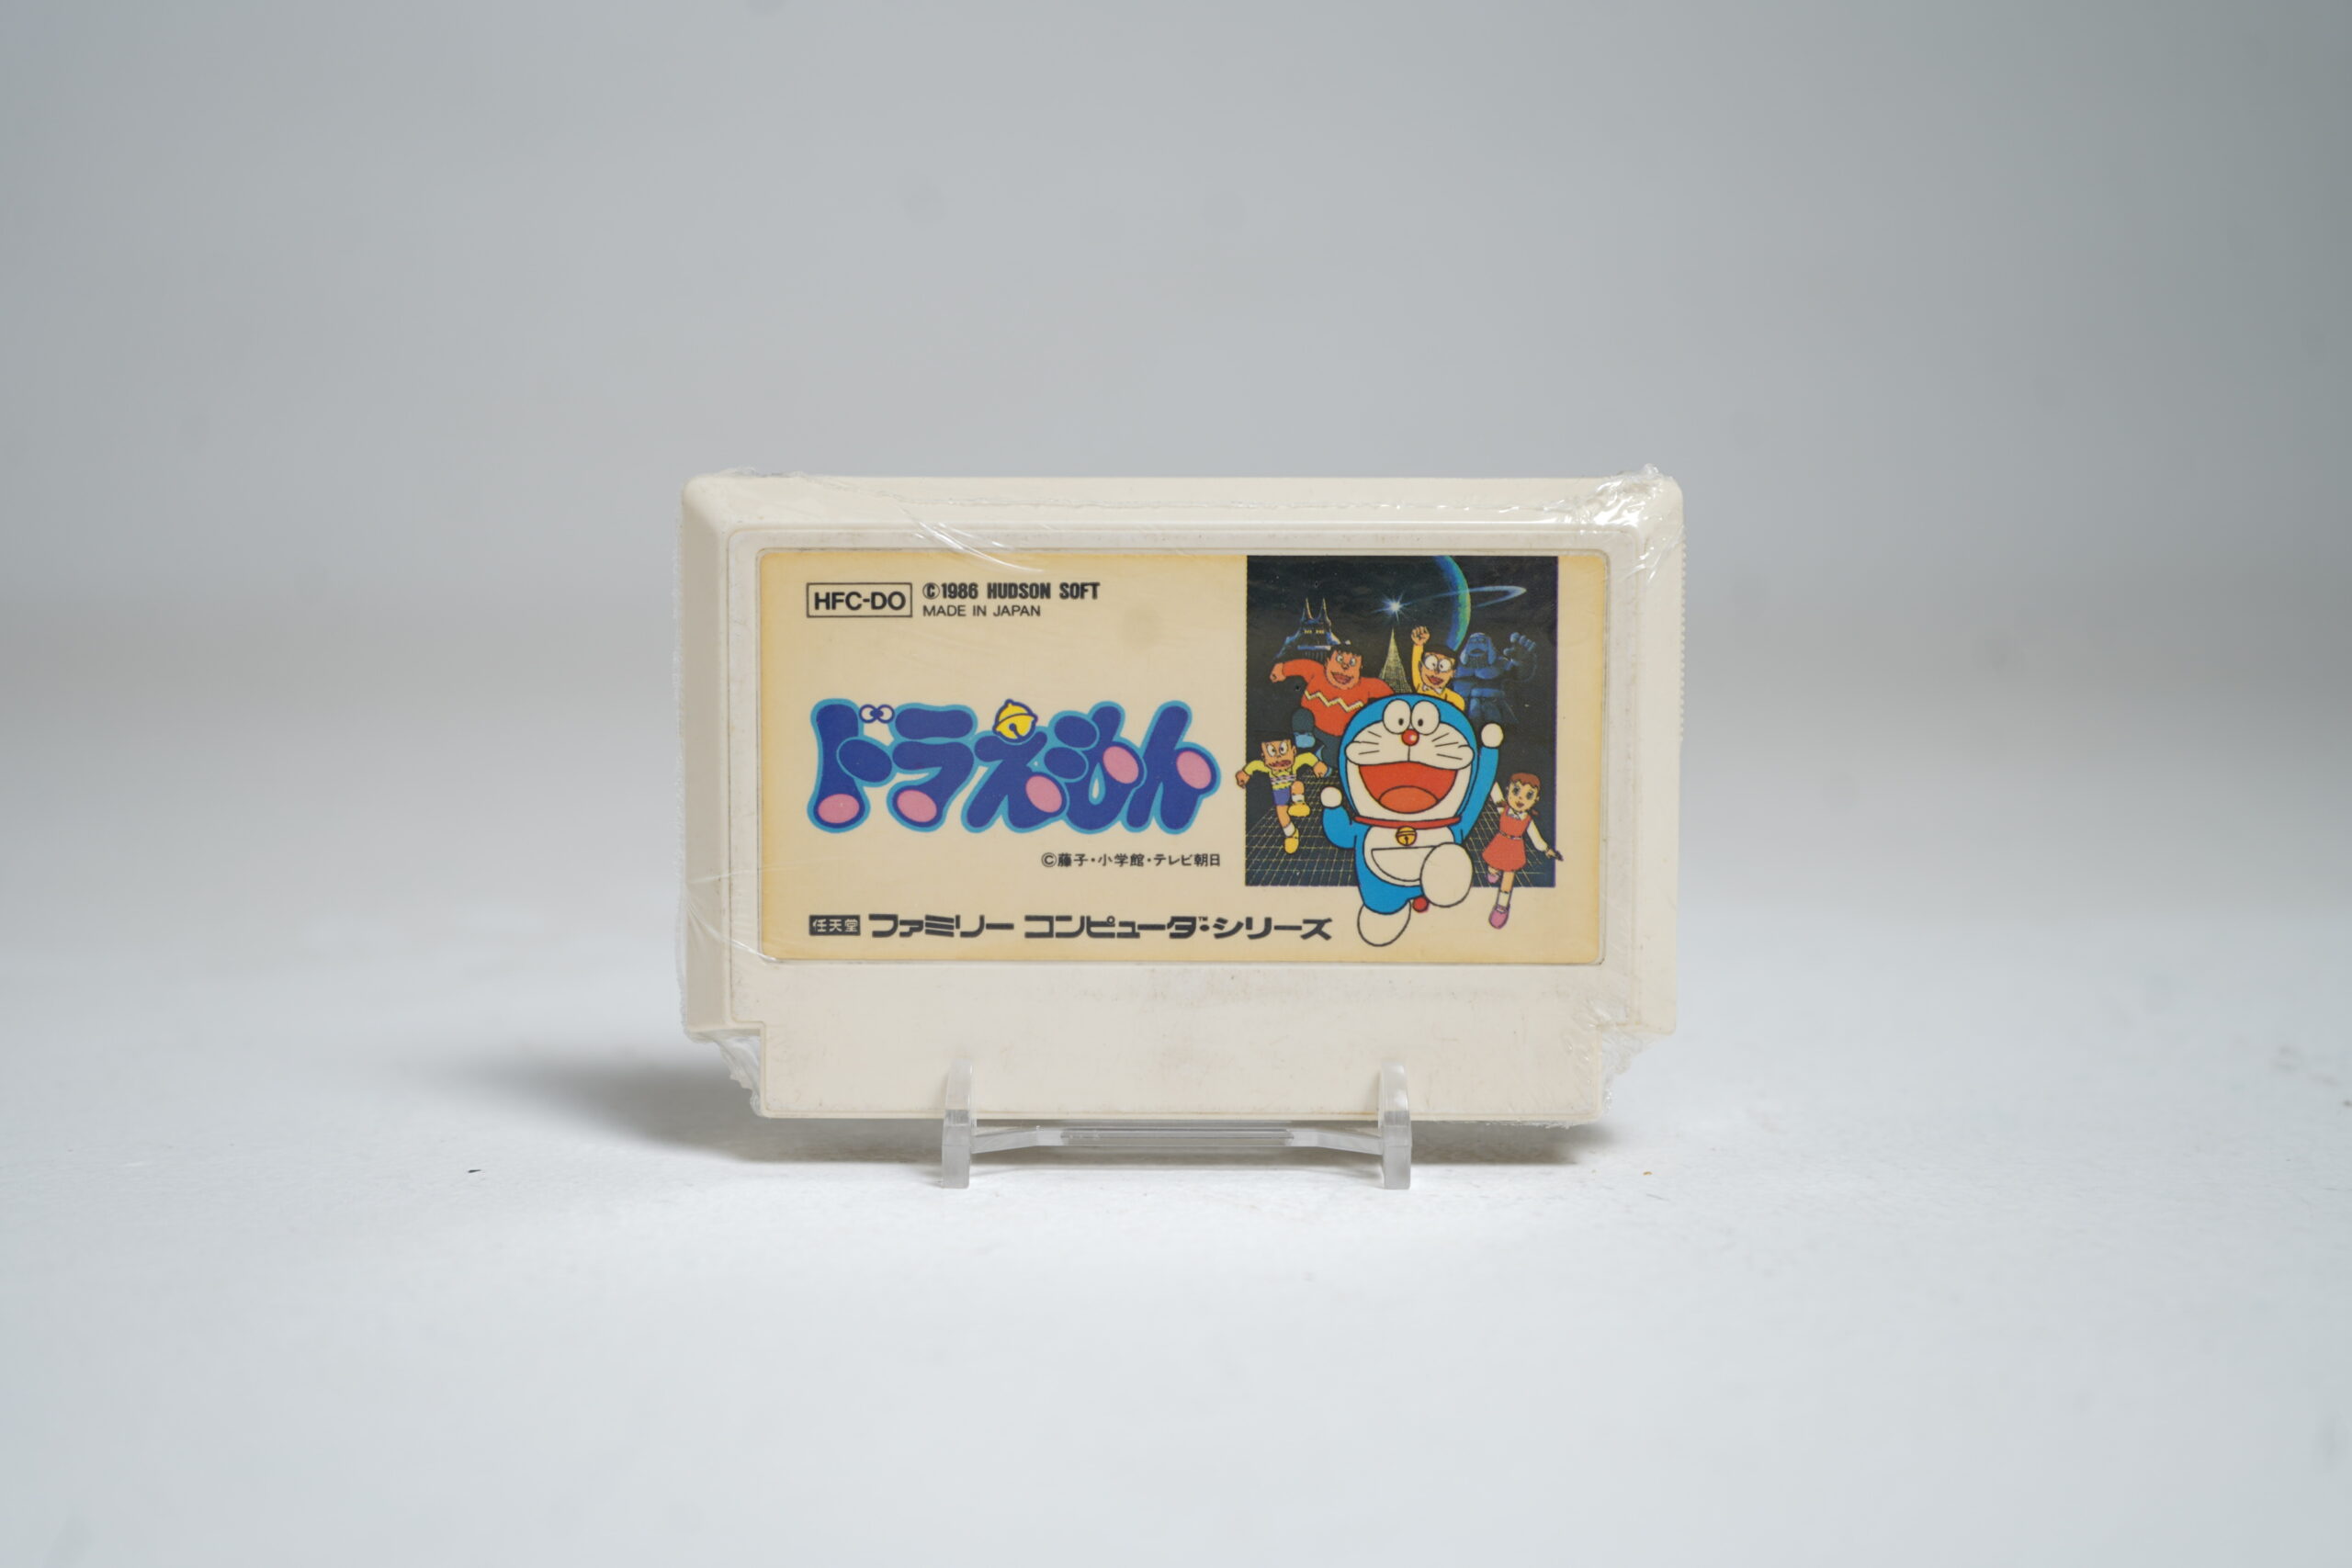 HFC-DO
©1986 HUDSON SOFT
MADE IN JAPAN
ドラえもん
©藤子・小学館・テレビ朝日
任天堂 ファミリー コンピュータ™・シリーズ